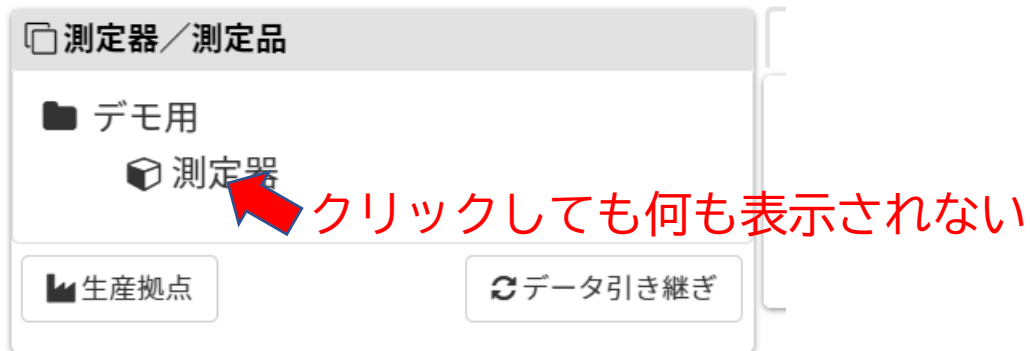 測定器／測定品
デモ用
測定器
クリックしても何も表示されない
生産拠点
データ引き継ぎ